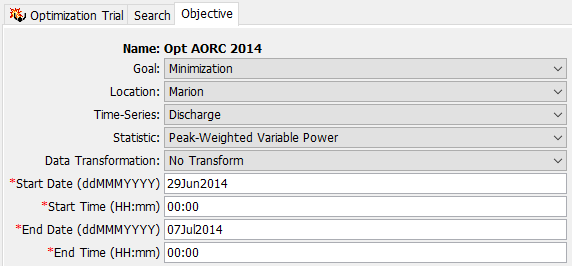 Optimization Trial Search Objective
Name: Opt AORC 2014
Goal: Minimization
Location: Marion
Time-Series: Discharge
Statistic: Peak-Weighted Variable Power
Data Transformation: No Transform
*Start Date (ddMMMYYYY) 29Jun2014
*Start Time (HH:mm) 00:00
*End Date (ddMMMYYYY) 07Jul2014
*End Time (HH:mm) 00:00